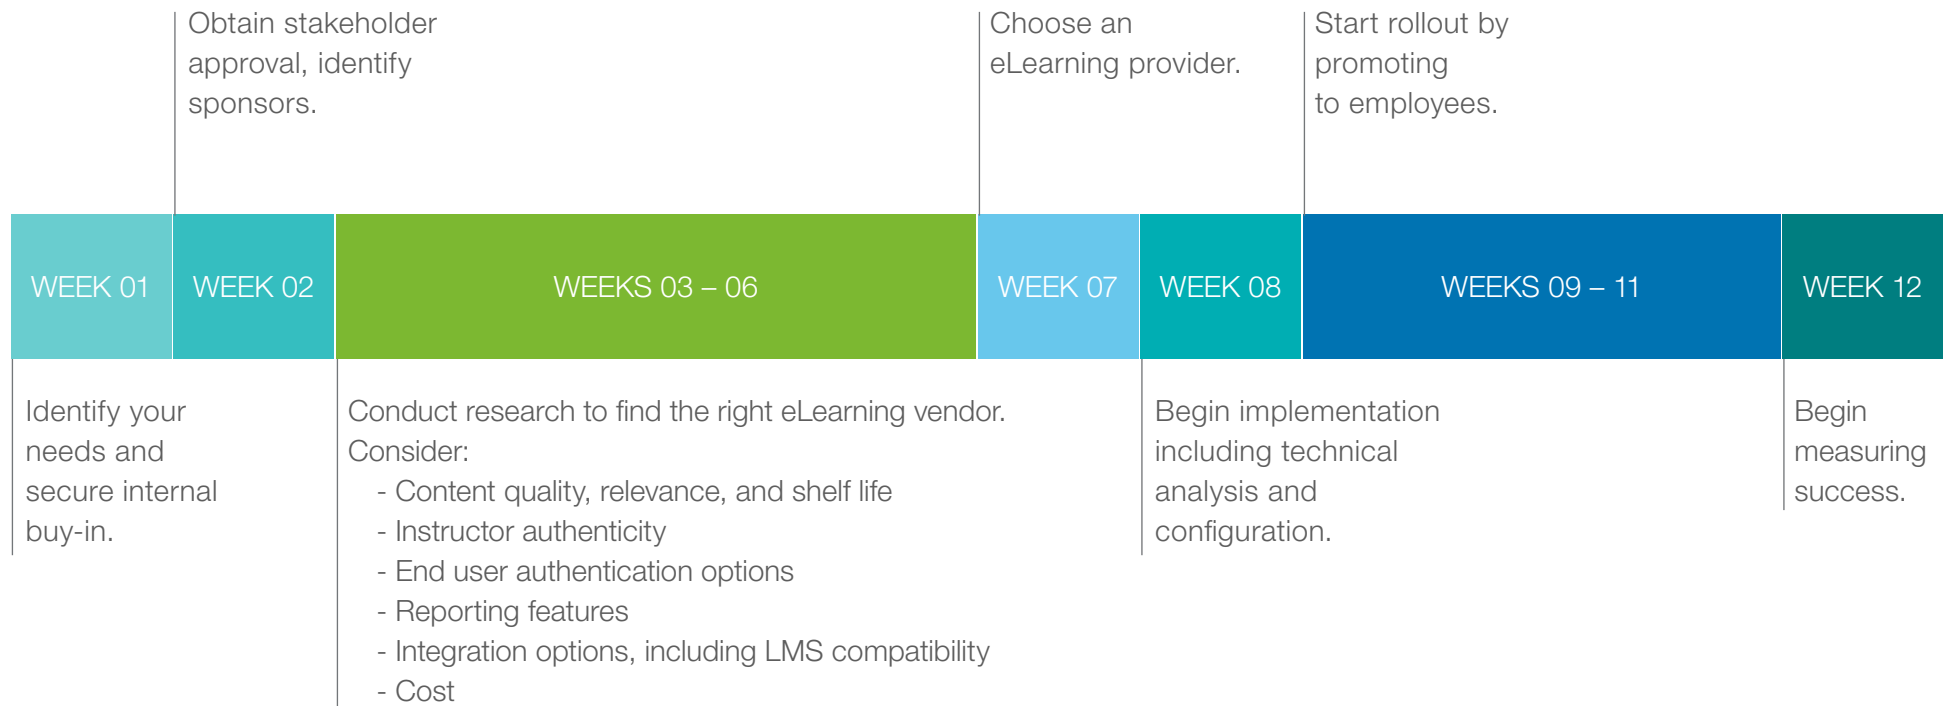 Obtain stakeholder
approval, identify
sponsors.
Choose an
eLearning provider.
Start rollout by
promoting
to employees.
WEEK 01
WEEK 02
WEEKS 03 – 06
WEEK 07
WEEK 08
WEEKS 09 – 11
WEEK 12
Identify your
needs and
secure internal
buy-in.
Conduct research to find the right eLearning vendor.
Consider:
- Content quality, relevance, and shelf life
- Instructor authenticity
- End user authentication options
- Reporting features
- Integration options, including LMS compatibility
- Cost
Begin implementation
including technical
analysis and
configuration.
Begin
measuring
success.